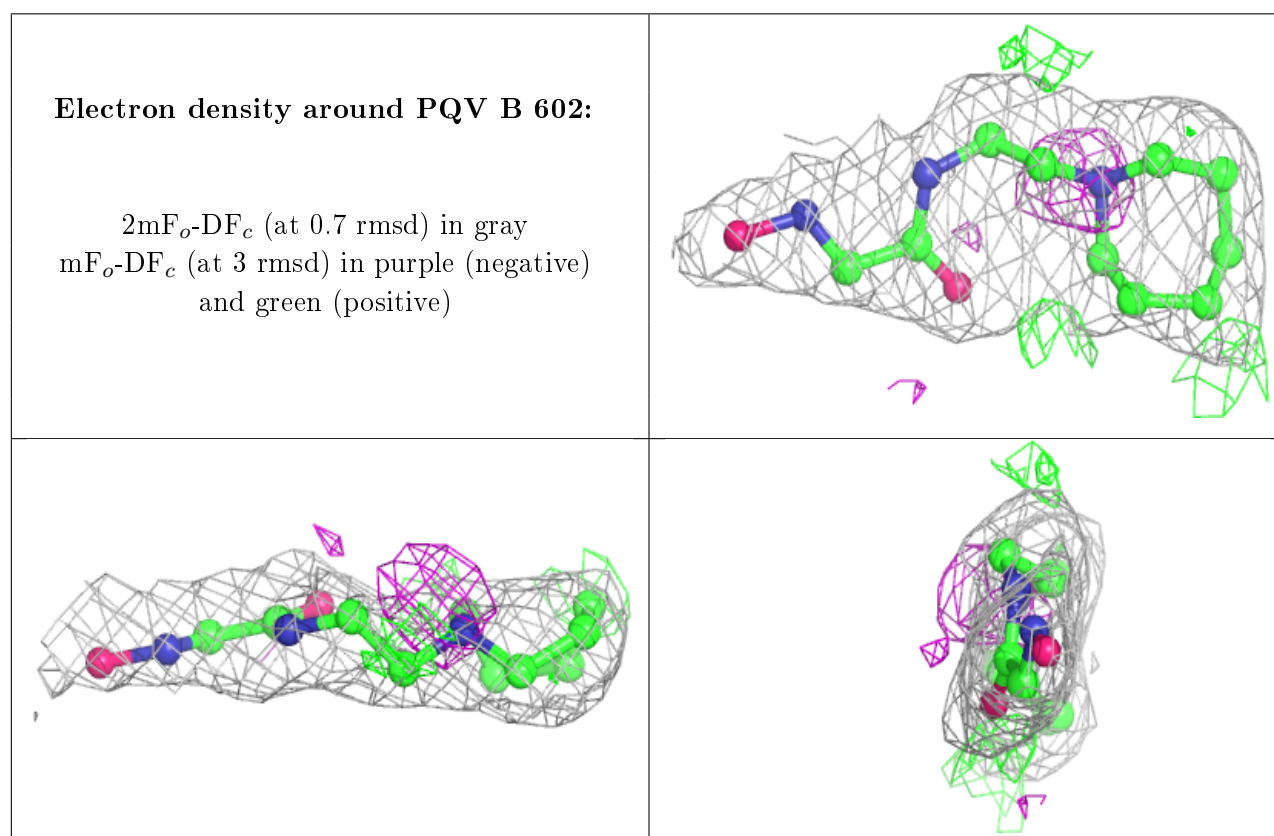 Electron density around PQV B 602:
2mFo-DFc (at 0.7 rmsd) in gray
mFo-DFc (at 3 rmsd) in purple (negative)
and green (positive)